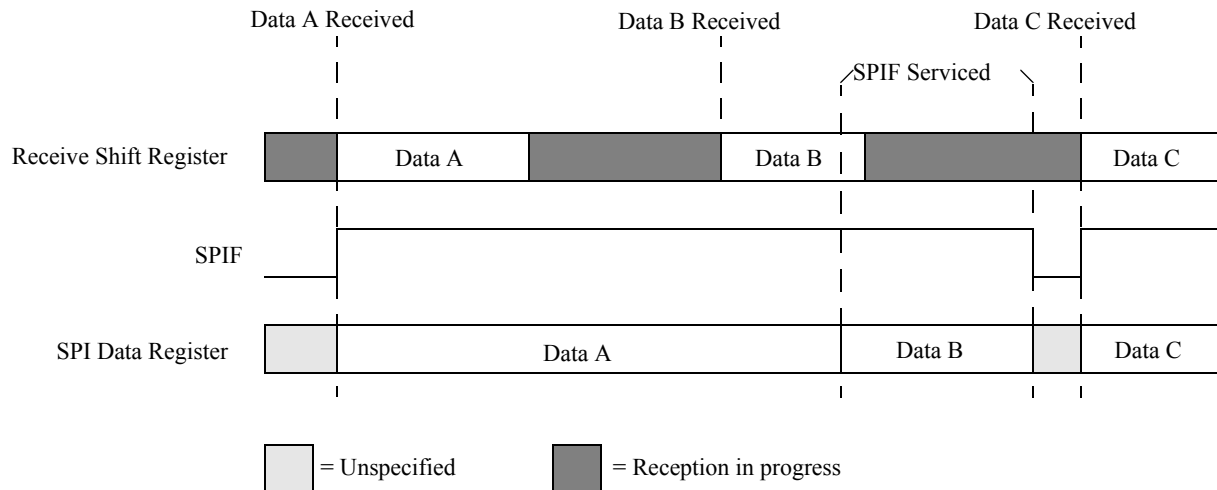 Data A Received
Data B Received
Data C Received
SPIF Serviced
Receive Shift Register
Data A
Data B
Data C
SPIF
SPI Data Register
Data A
Data B
Data C
= Unspecified
= Reception in progress